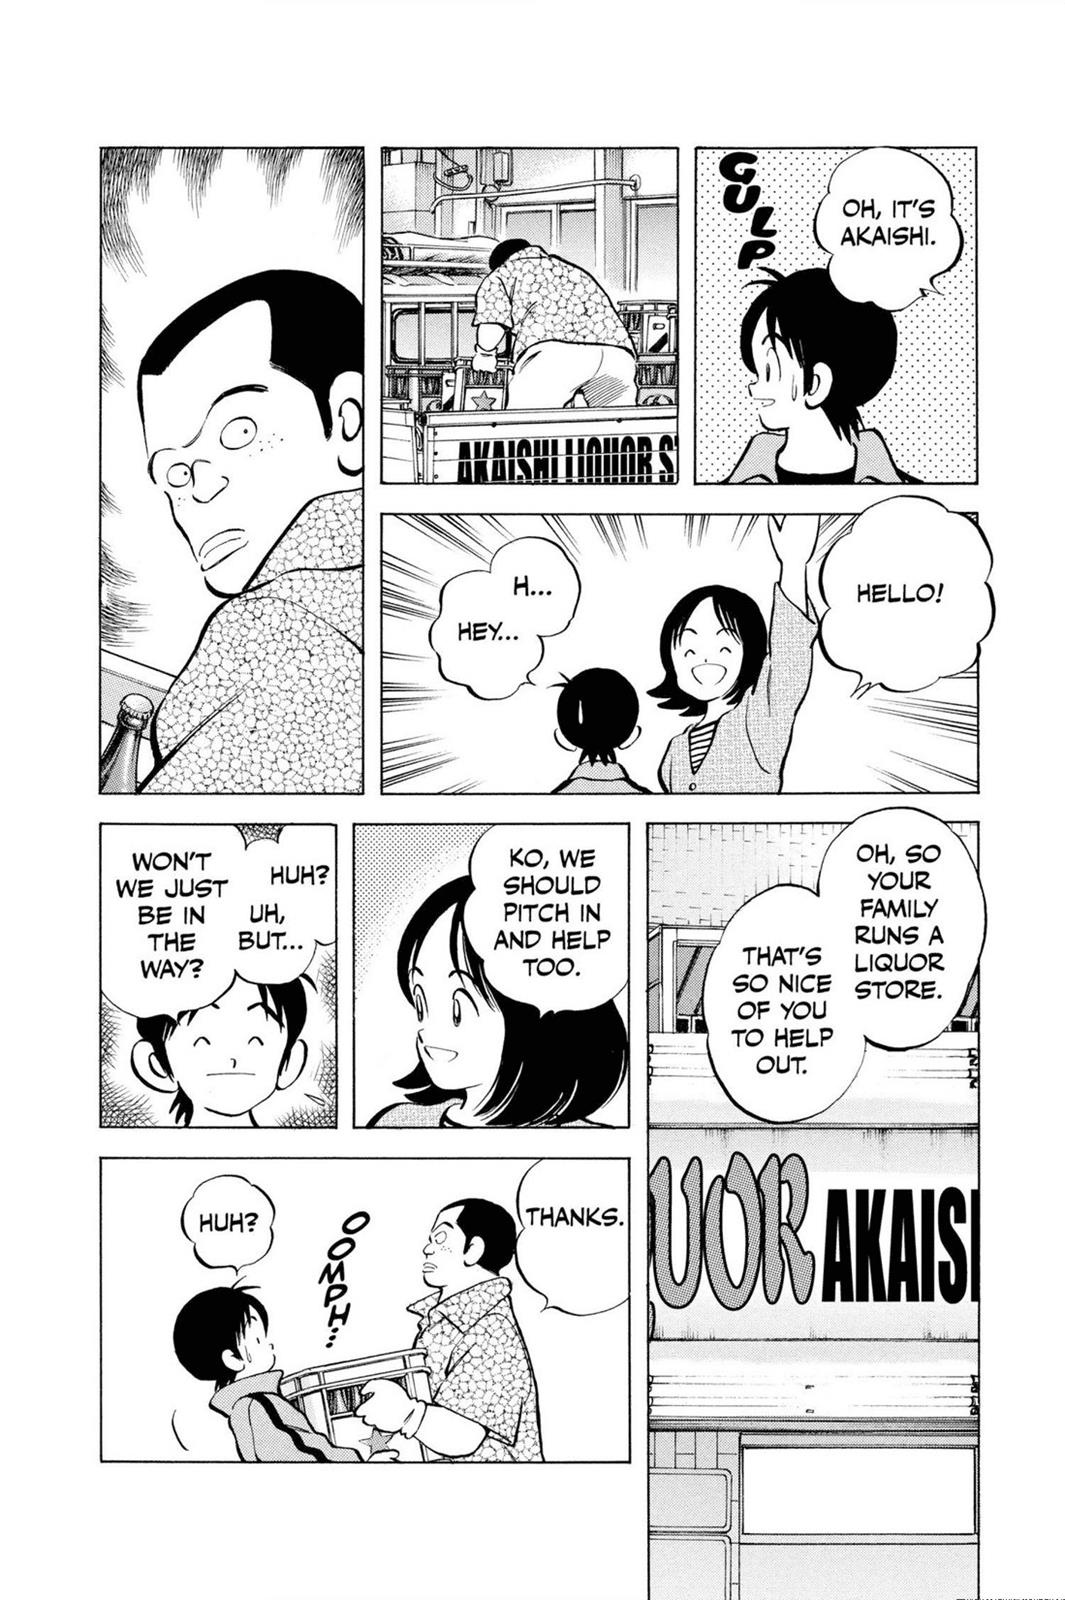 OH, IT'S
AKAISHI.
GULP
AKAISHI LIQUOR S
HELLO!
H...
HEY...
OH, SO
YOUR
FAMILY
RUNS A
LIQUOR
STORE.
THAT'S
SO NICE
OF YOU
TO HELP
OUT.
QUOR AKAISI
KO, WE
SHOULD
PITCH IN
AND HELP
TOO.
HUH?
UH,
BUT...
WON'T
WE JUST
BE IN
THE
WAY?
THANKS.
OOMPH...
HUH?